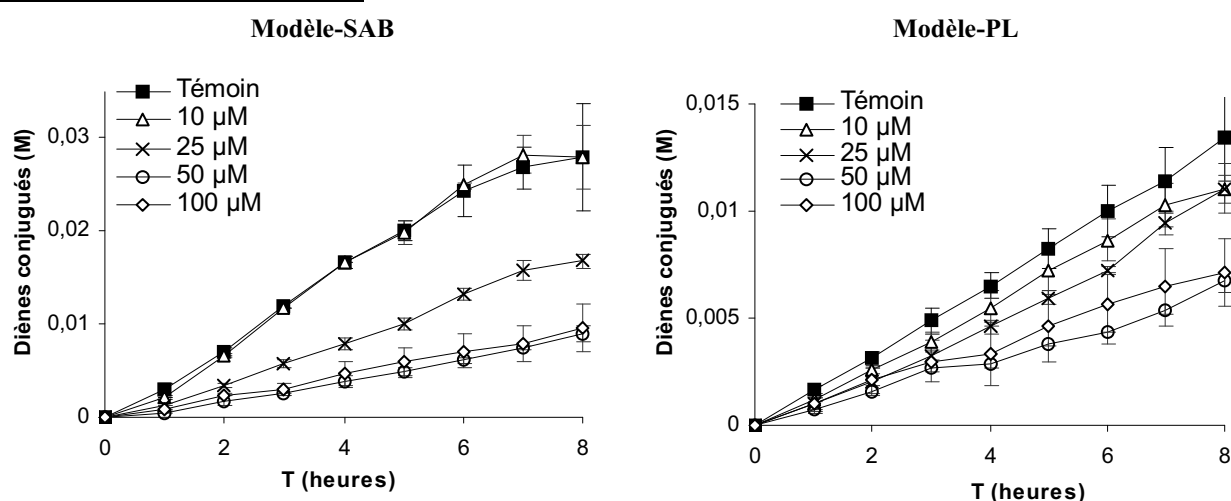 Modèle-SAB
Témoin
10 µM
25 µM
50 µM
100 µM
Diènes conjugués (M)
0,03
0,02
0,01
0
0 2 4 6 8
T (heures)
Modèle-PL
Témoin
10 µM
25 µM
50 µM
100 µM
Diènes conjugués (M)
0,015
0,01
0,005
0
0 2 4 6 8
T (heures)